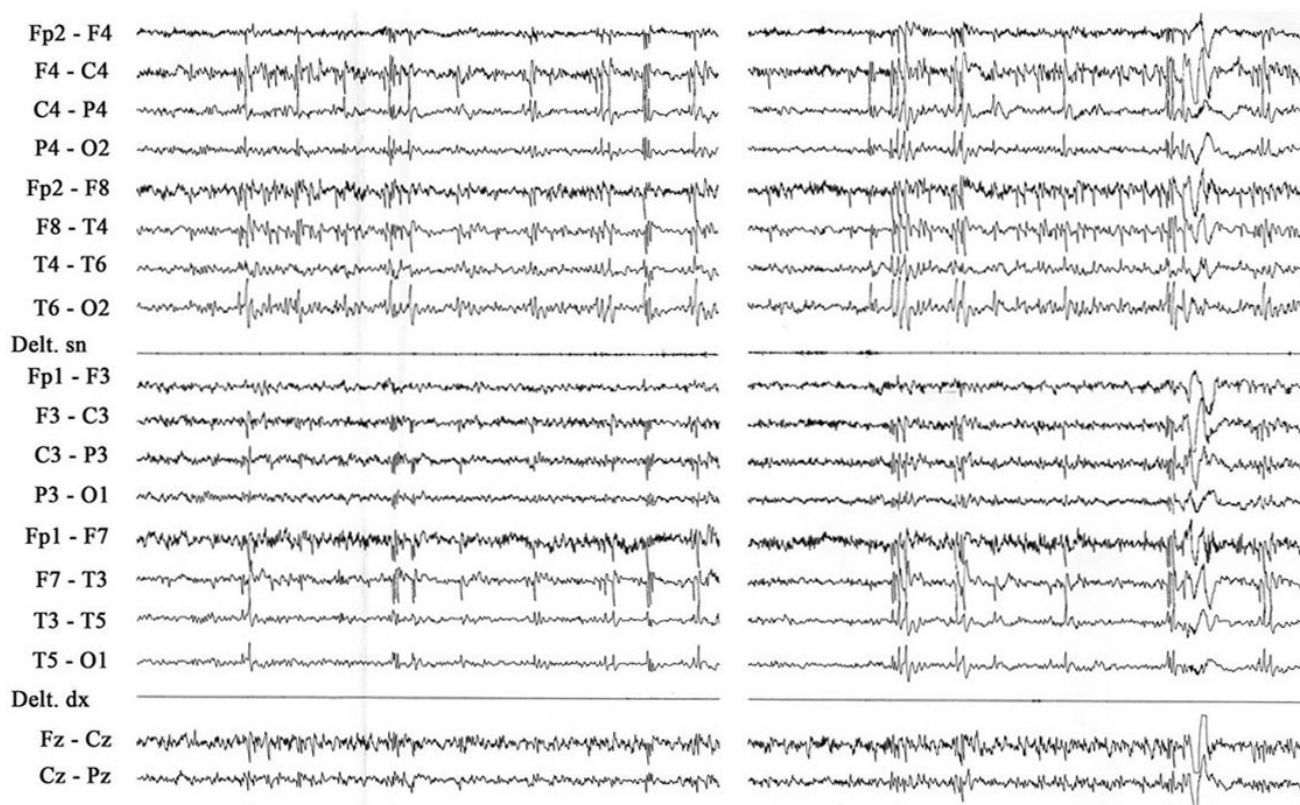 Fp2 - F4
F4 - C4
C4 - P4
P4 - O2
Fp2 - F8
F8 - T4
T4 - T6
T6 - O2
Delt. sn
Fp1 - F3
F3 - C3
C3 - P3
P3 - O1
Fp1 - F7
F7 - T3
T3 - T5
T5 - O1
Delt. dx
Fz - Cz
Cz - Pz